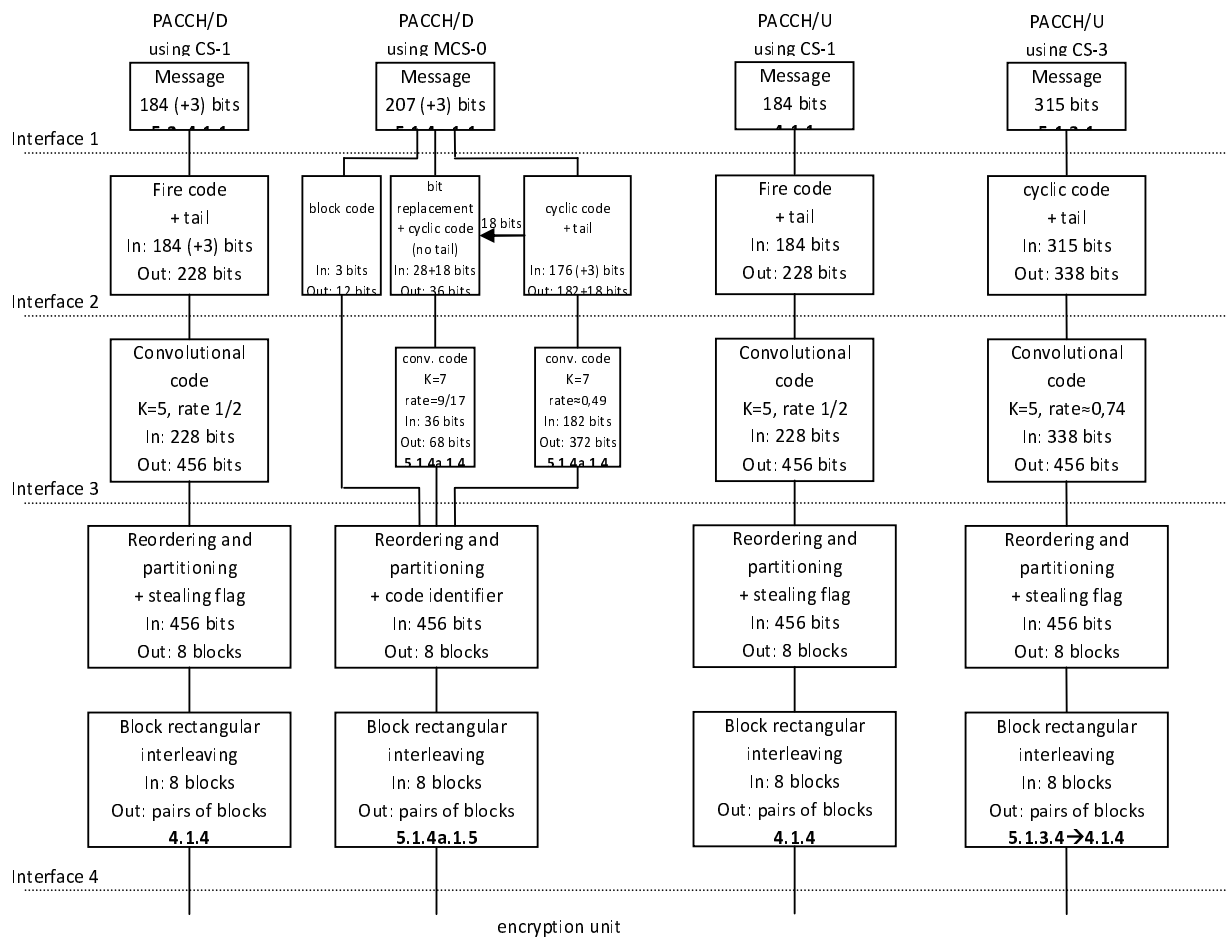 PACCH/D
using CS-1
PACCH/D
using MCS-0
PACCH/U
using CS-1
PACCH/U
using CS-3
Message
184 (+3) bits
Message
207 (+3) bits
Message
184 bits
4.1.1
Message
315 bits
Interface 1
Fire code
+ tail
In: 184 (+3) bits
Out: 228 bits
block code
In: 3 bits
Out: 12 bits
bit
replacement
+ cyclic code
(no tail)
In: 28+18 bits
Out: 36 bits
18 bits
cyclic code
+ tail
In: 176 (+3) bits
Out: 182+18 bits
Fire code
+ tail
In: 184 bits
Out: 228 bits
cyclic code
+ tail
In: 315 bits
Out: 338 bits
Interface 2
Convolutional
code
K=5, rate 1/2
In: 228 bits
Out: 456 bits
conv. code
K=7
rate=9/17
In: 36 bits
Out: 68 bits
5.1.4a.1.4
conv. code
K=7
rate≈0,49
In: 182 bits
Out: 372 bits
5.1.4a.1.4
Convolutional
code
K=5, rate 1/2
In: 228 bits
Out: 456 bits
Convolutional
code
K=5, rate≈0,74
In: 338 bits
Out: 456 bits
Interface 3
Reordering and
partitioning
+ stealing flag
In: 456 bits
Out: 8 blocks
Reordering and
partitioning
+ code identifier
In: 456 bits
Out: 8 blocks
Reordering and
partitioning
+ stealing flag
In: 456 bits
Out: 8 blocks
Reordering and
partitioning
+ stealing flag
In: 456 bits
Out: 8 blocks
Block rectangular
interleaving
In: 8 blocks
Out: pairs of blocks
4.1.4
Block rectangular
interleaving
In: 8 blocks
Out: pairs of blocks
5.1.4a.1.5
Block rectangular
interleaving
In: 8 blocks
Out: pairs of blocks
4.1.4
Block rectangular
interleaving
In: 8 blocks
Out: pairs of blocks
5.1.3.4→4.1.4
Interface 4
encryption unit